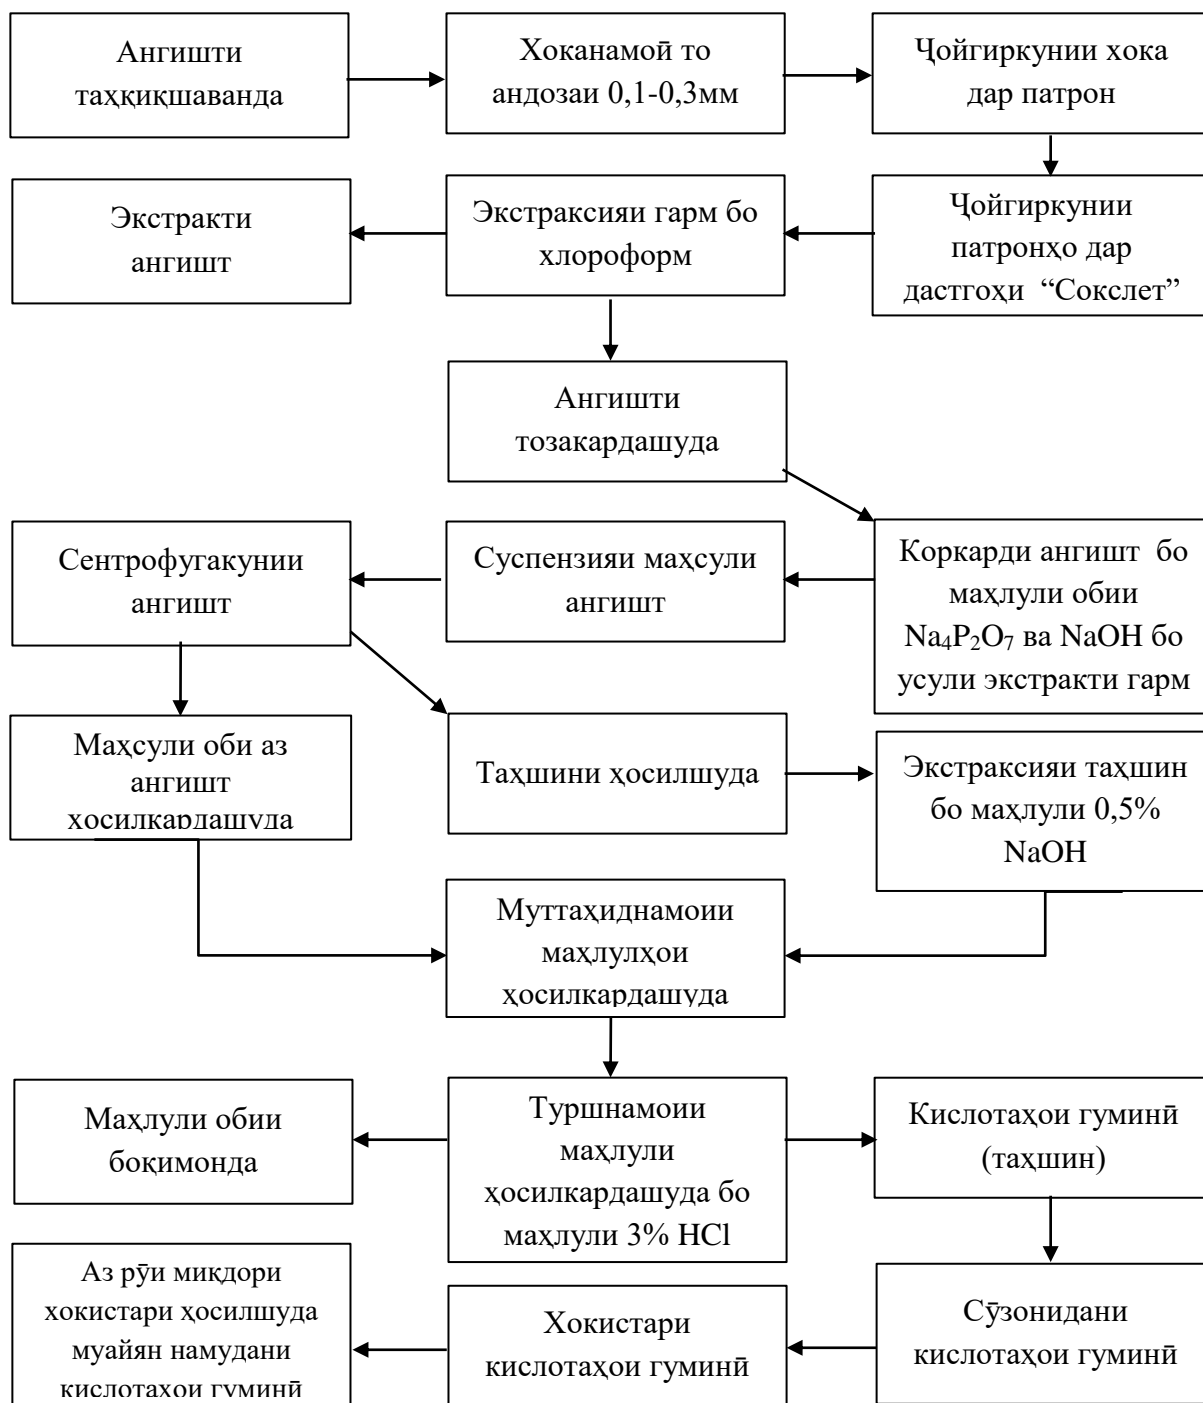 Ангишти
таҳқиқшаванда
Хоканамоӣ то
андозаи 0,1-0,3мм
Ҷойгиркунии хока
дар патрон
Экстракти
ангишт
Экстраксияи гарм бо
хлороформ
Ҷойгиркунии
патронҳо дар
дастгоҳи “Сокслет”
Ангишти
тозакардашуда
Сентрофугакунии
ангишт
Суспензияи маҳсули
ангишт
Коркарди ангишт бо
маҳлули обии
Na₄P₂O₇ ва NaOH бо
усули экстракти гарм
Маҳсули оби аз
ангишт
ҳосилкардашуда
Таҳшини ҳосилшуда
Экстраксияи таҳшин
бо маҳлули 0,5%
NaOH
Муттаҳиднамоии
маҳлулҳои
ҳосилкардашуда
Маҳлули обии
боқимонда
Туршнамоии
маҳлули
ҳосилкардашуда бо
маҳлули 3% HCl
Кислотаҳои гуминӣ
(таҳшин)
Аз рӯи миқдори
хокистари ҳосилшуда
муайян намудани
кислотаҳои гуминӣ
Хокистари
кислотаҳои гуминӣ
Сӯзонидани
кислотаҳои гуминӣ